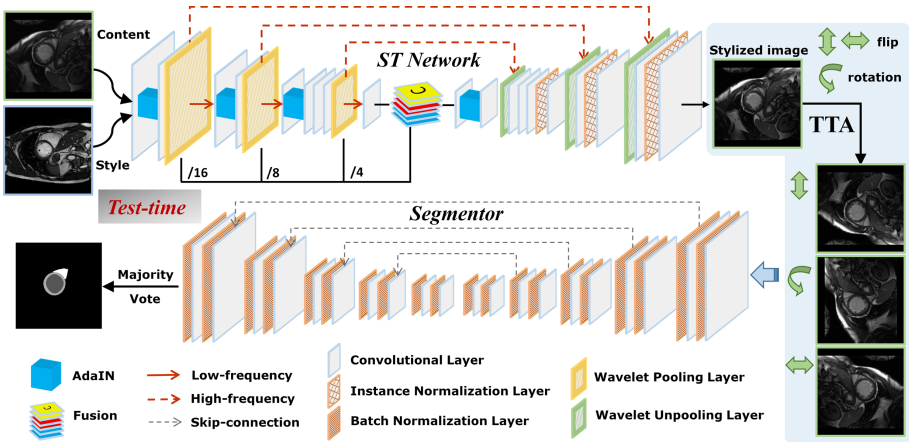 Content
ST Network
Stylized image
flip
rotation
TTA
Style
/16
/8
/4
Test-time
Segmentor
Majority
Vote
AdaIN
Fusion
Low-frequency
High-frequency
Skip-connection
Convolutional Layer
Instance Normalization Layer
Batch Normalization Layer
Wavelet Pooling Layer
Wavelet Unpooling Layer